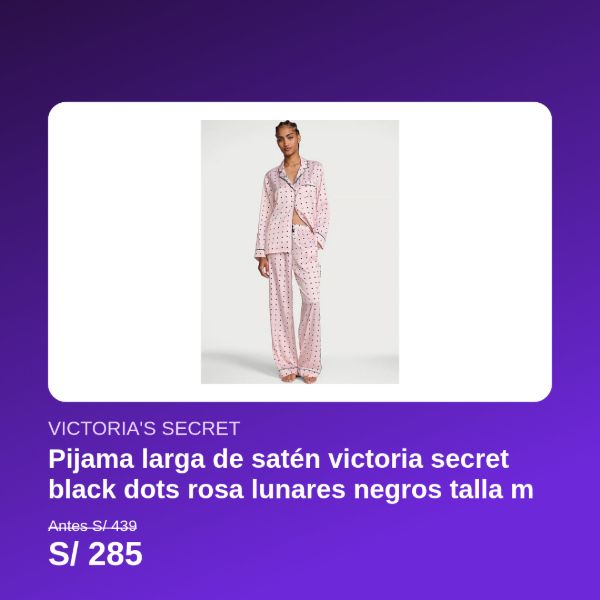 VICTORIA'S SECRET
Pijama larga de satén victoria secret
black dots rosa lunares negros talla m
Antes S/ 439
S/ 285